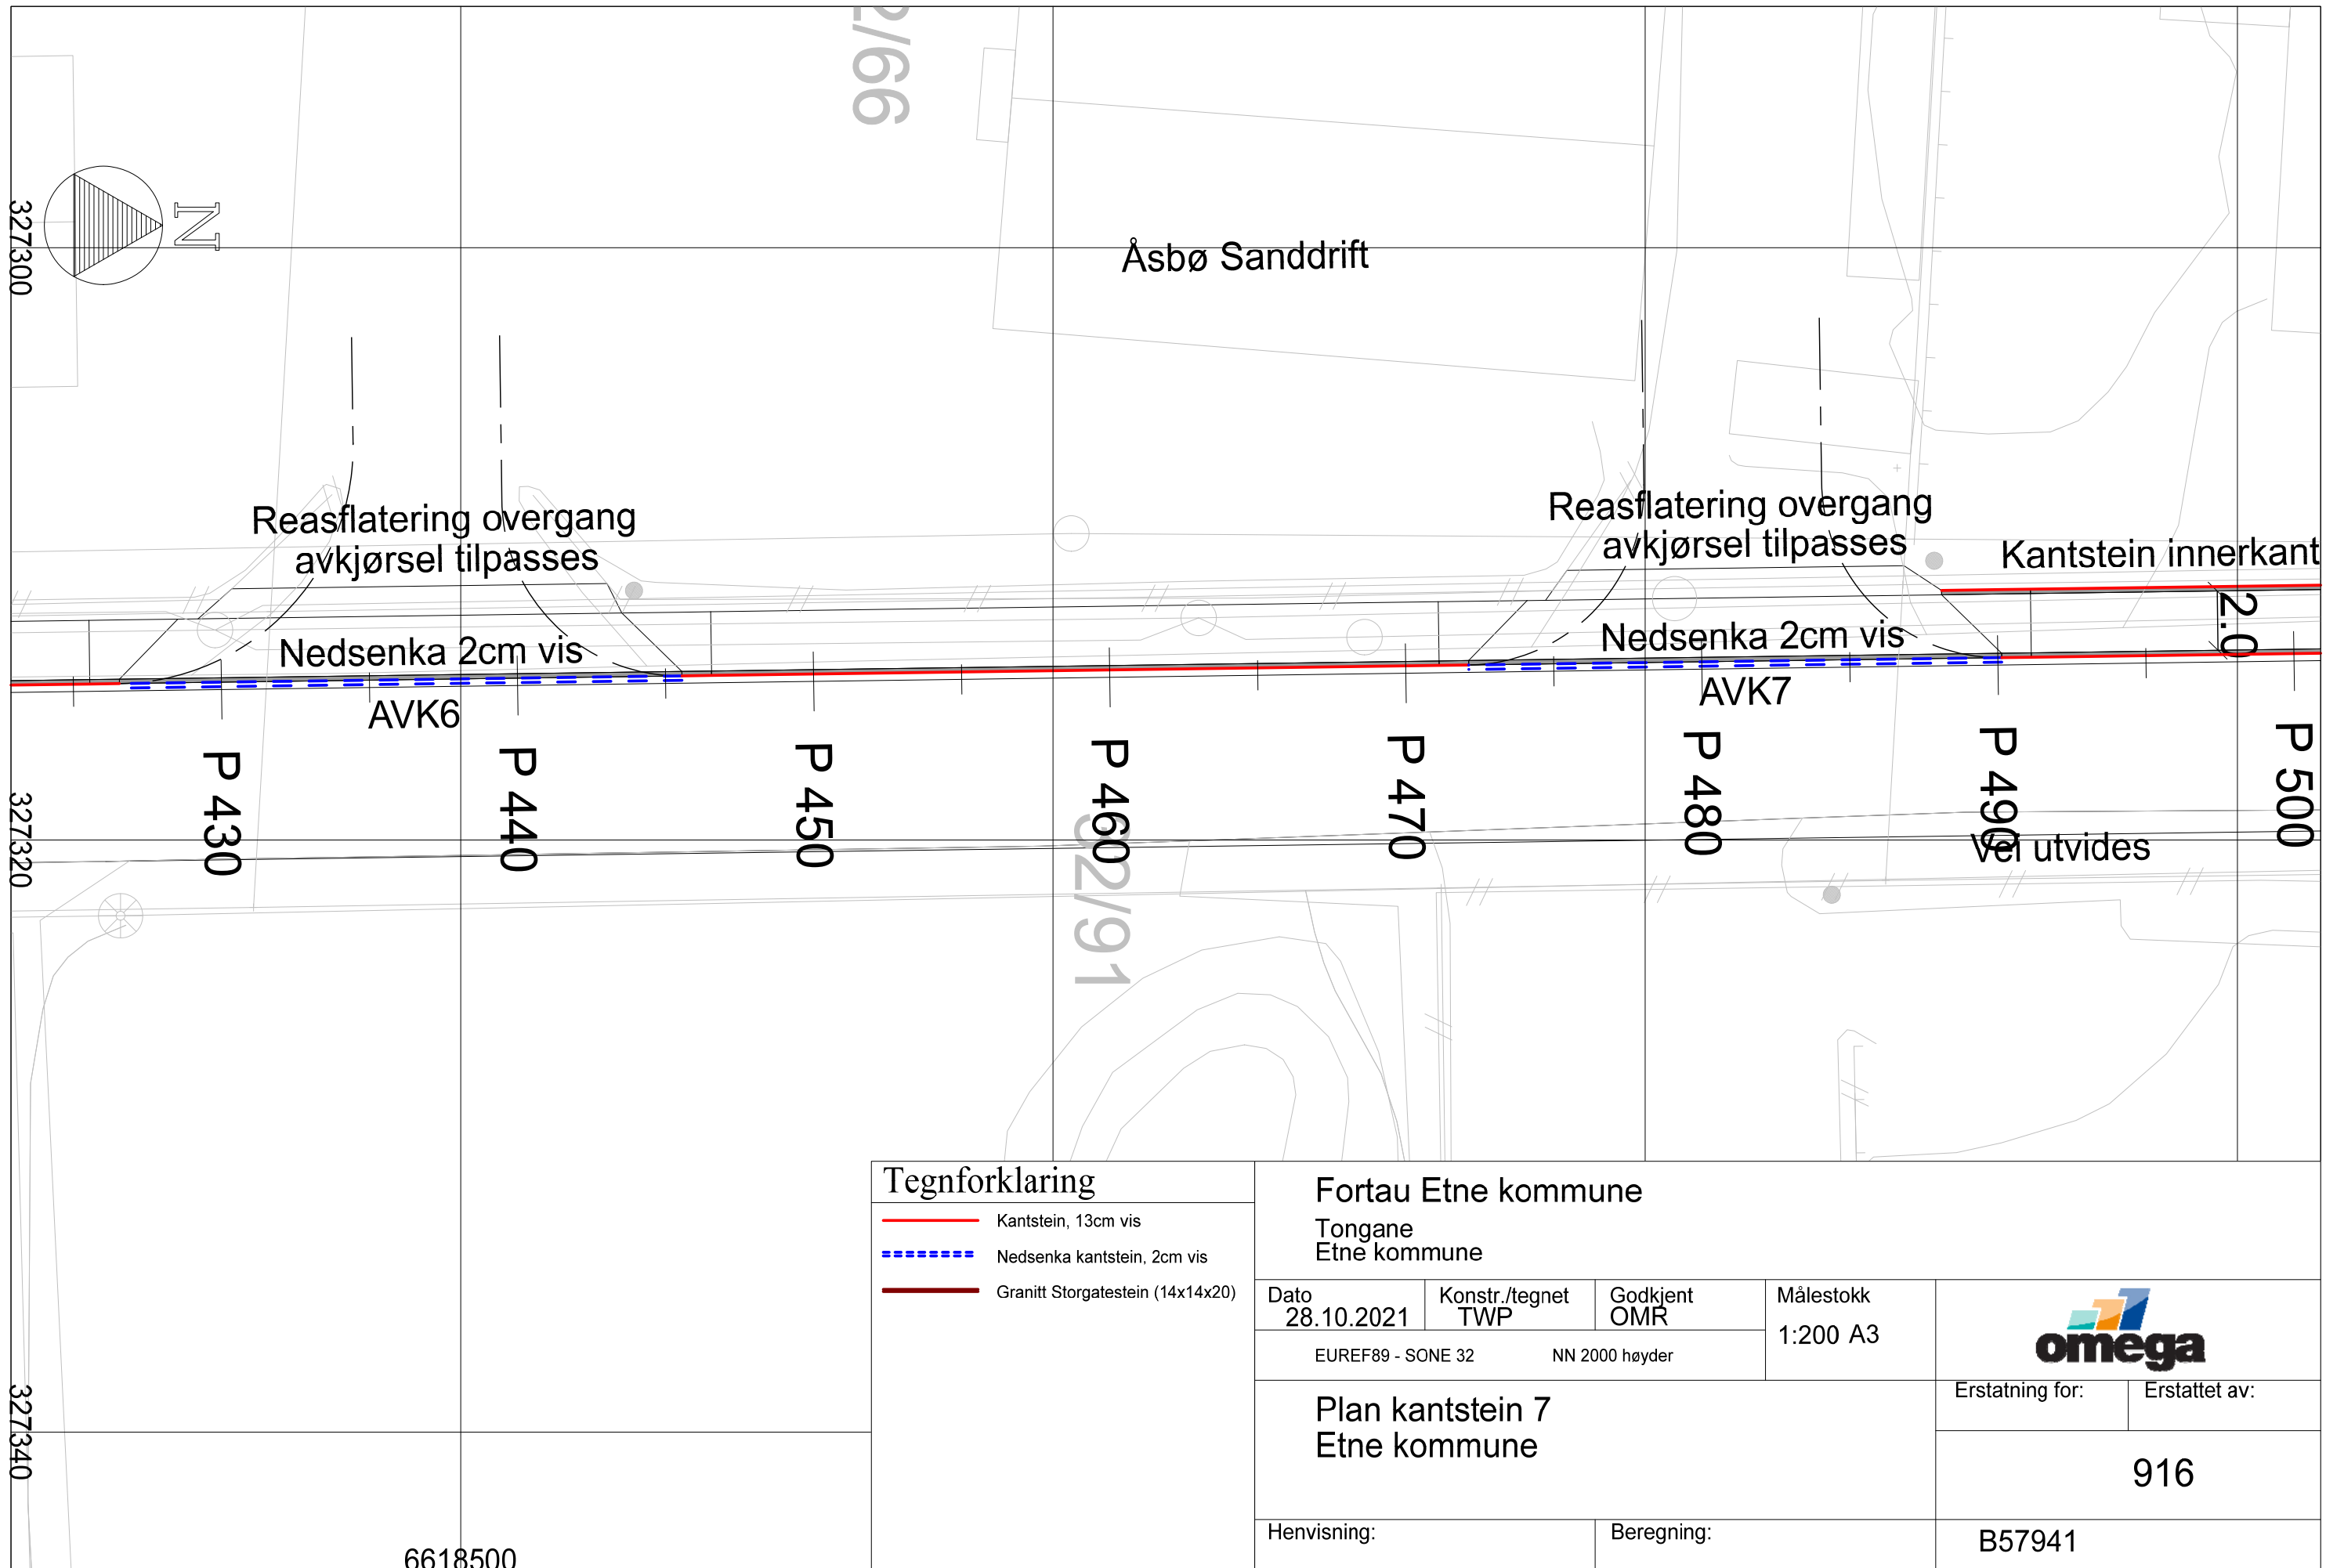 2/66
N
327300
Åsbø Sanddrift
Reasflatering overgang
avkjørsel tilpasses
Reasflatering overgang
avkjørsel tilpasses
Kantstein innerkant
2.0
Nedsenka 2cm vis
Nedsenka 2cm vis
AVK6
AVK7
P 430
P 440
P 450
P 460
P 470
P 480
P 490
P 500
327320
32/91
Vei utvides
327340
6618500
Tegnforklaring
Kantstein, 13cm vis
Nedsenka kantstein, 2cm vis
Granitt Storgatestein (14x14x20)
Fortau Etne kommune
Tongane
Etne kommune
Dato
28.10.2021
Konstr./tegnet
TWP
Godkjent
OMR
Målestokk
1:200 A3
EUREF89 - SONE 32 NN 2000 høyder
omega
Plan kantstein 7
Etne kommune
Erstatning for:
Erstattet av:
916
Henvisning:
Beregning:
B57941